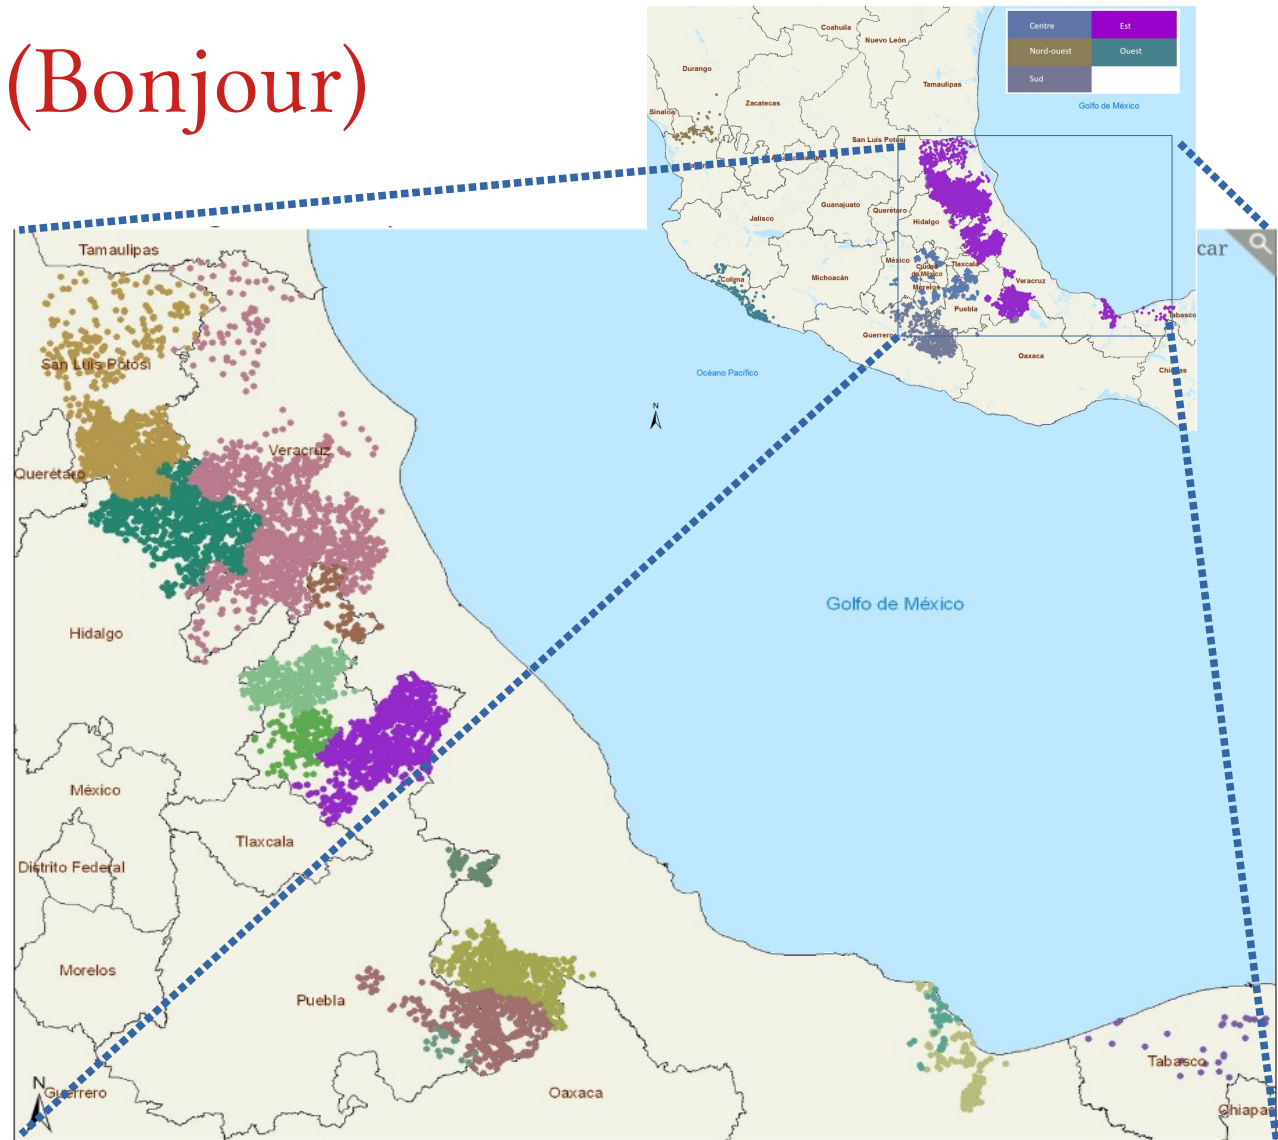 (Bonjour)
Coahuila
Nuevo León
Durango
Tamaulipas
Zacatecas
Sinaloa
San Luis Potosí
Guanajuato
Querétaro
Hidalgo
Jalisco
México
Ciudad
de México
Tlaxcala
Morelos
Michoacán
Colima
Veracruz
Puebla
Guerrero
Oaxaca
Tabasco
Golfo de México
Océano Pacífico
N
Centre
Est
Nord-ouest
Ouest
Sud
car
Tamaulipas
San Luis Potosí
Querétaro
Veracruz
Hidalgo
Golfo de México
México
Tlaxcala
Distrito Federal
Morelos
Puebla
Tabasco
N
Guerrero
Oaxaca
Chiapas